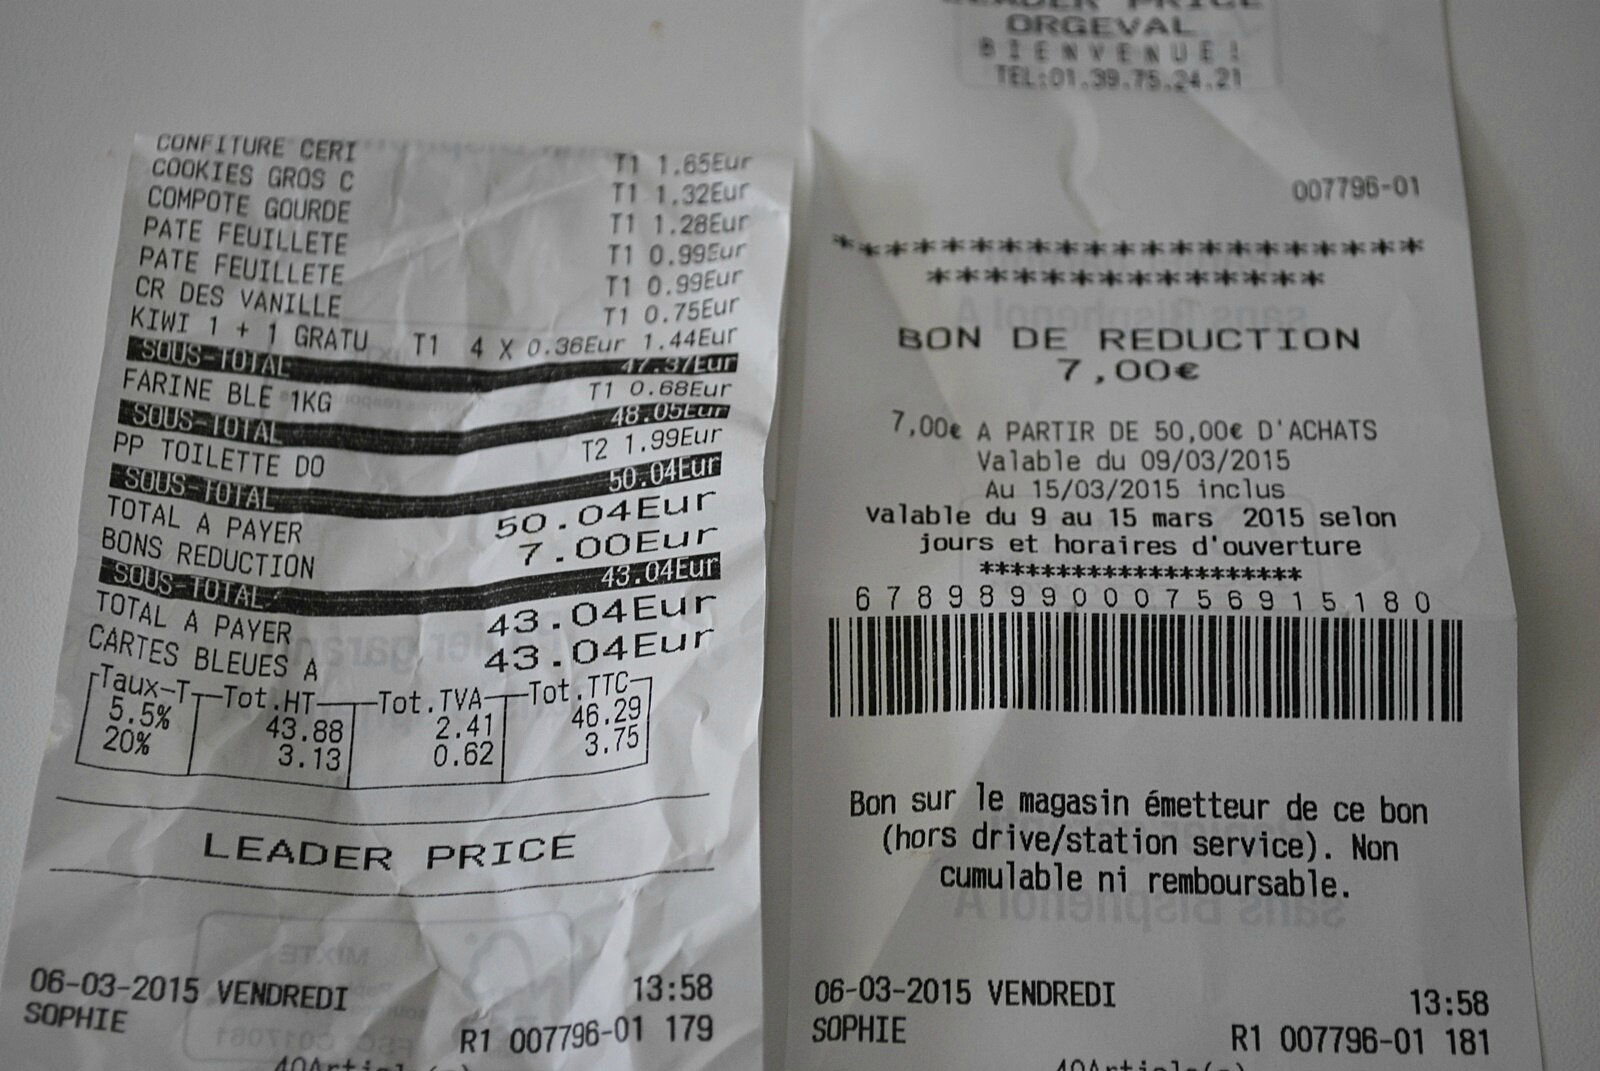 CONFITURE CERI T1 1.65Eur
COOKIES GROS C T1 1.32Eur
COMPOTE GOURDE T1 1.28Eur
PATE FEUILLETE T1 0.99Eur
PATE FEUILLETE T1 0.99Eur
CR DES VANILLE T1 0.75Eur
KIWI 1 + 1 GRATU T1 4 X 0.36Eur 1.44Eur
SOUS-TOTAL 47.37Eur
FARINE BLE 1KG T1 0.68Eur
SOUS-TOTAL 48.05Eur
PP TOILETTE DO T2 1.99Eur
SOUS-TOTAL 50.04Eur
TOTAL A PAYER 50.04Eur
BONS REDUCTION 7.00Eur
SOUS-TOTAL 43.04Eur
TOTAL A PAYER 43.04Eur
CARTES BLEUES A 43.04Eur
Taux-T Tot.HT Tot.TVA Tot.TTC
5.5% 43.88 2.41 46.29
20% 3.13 0.62 3.75
LEADER PRICE
06-03-2015 VENDREDI 13:58
SOPHIE R1 007796-01 179
40Article(s)
LEADER PRICE
ORGEVAL
BIENVENUE!
TEL:01.39.75.24.21
007796-01
*********************
**************
BON DE REDUCTION
7,00€
7,00€ A PARTIR DE 50,00€ D'ACHATS
Valable du 09/03/2015
Au 15/03/2015 inclus
valable du 9 au 15 mars 2015 selon
jours et horaires d'ouverture
*********************
6789899000756915180
Bon sur le magasin émetteur de ce bon
(hors drive/station service). Non
cumulable ni remboursable.
06-03-2015 VENDREDI 13:58
SOPHIE R1 007796-01 181
40Article(s)